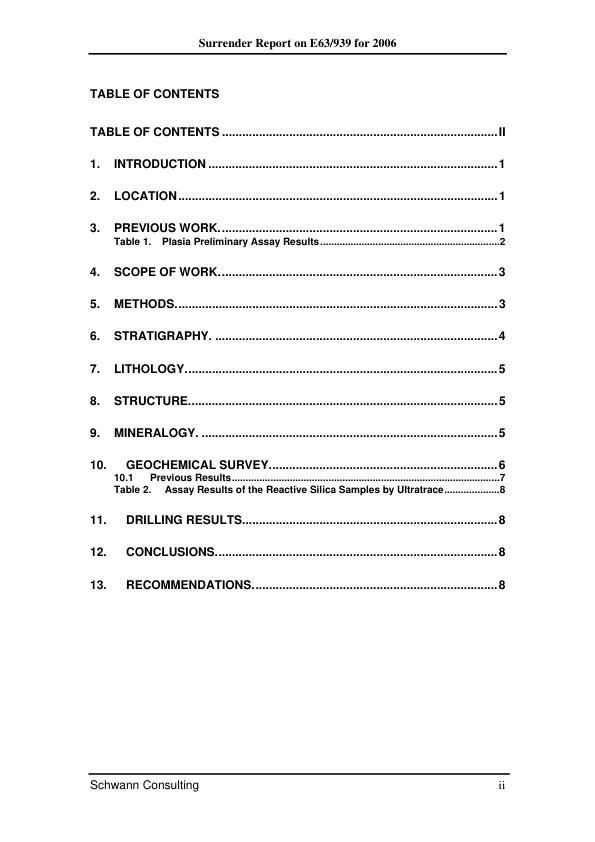 Surrender Report on E63/939 for 2006
TABLE OF CONTENTS
TABLE OF CONTENTS ................................................................................. II
1. INTRODUCTION ..................................................................................... 1
2. LOCATION.............................................................................................. 1
3. PREVIOUS WORK. ................................................................................. 1
Table 1. Plasia Preliminary Assay Results ............................................................... 2
4. SCOPE OF WORK. ................................................................................. 3
5. METHODS. .............................................................................................. 3
6. STRATIGRAPHY. ................................................................................... 4
7. LITHOLOGY. ........................................................................................... 5
8. STRUCTURE. .......................................................................................... 5
9. MINERALOGY. ....................................................................................... 5
10. GEOCHEMICAL SURVEY. ................................................................... 6
10.1 Previous Results .............................................................................................. 7
Table 2. Assay Results of the Reactive Silica Samples by Ultratrace .................... 8
11. DRILLING RESULTS. .......................................................................... 8
12. CONCLUSIONS. ................................................................................... 8
13. RECOMMENDATIONS. ........................................................................ 8
Schwann Consulting ii